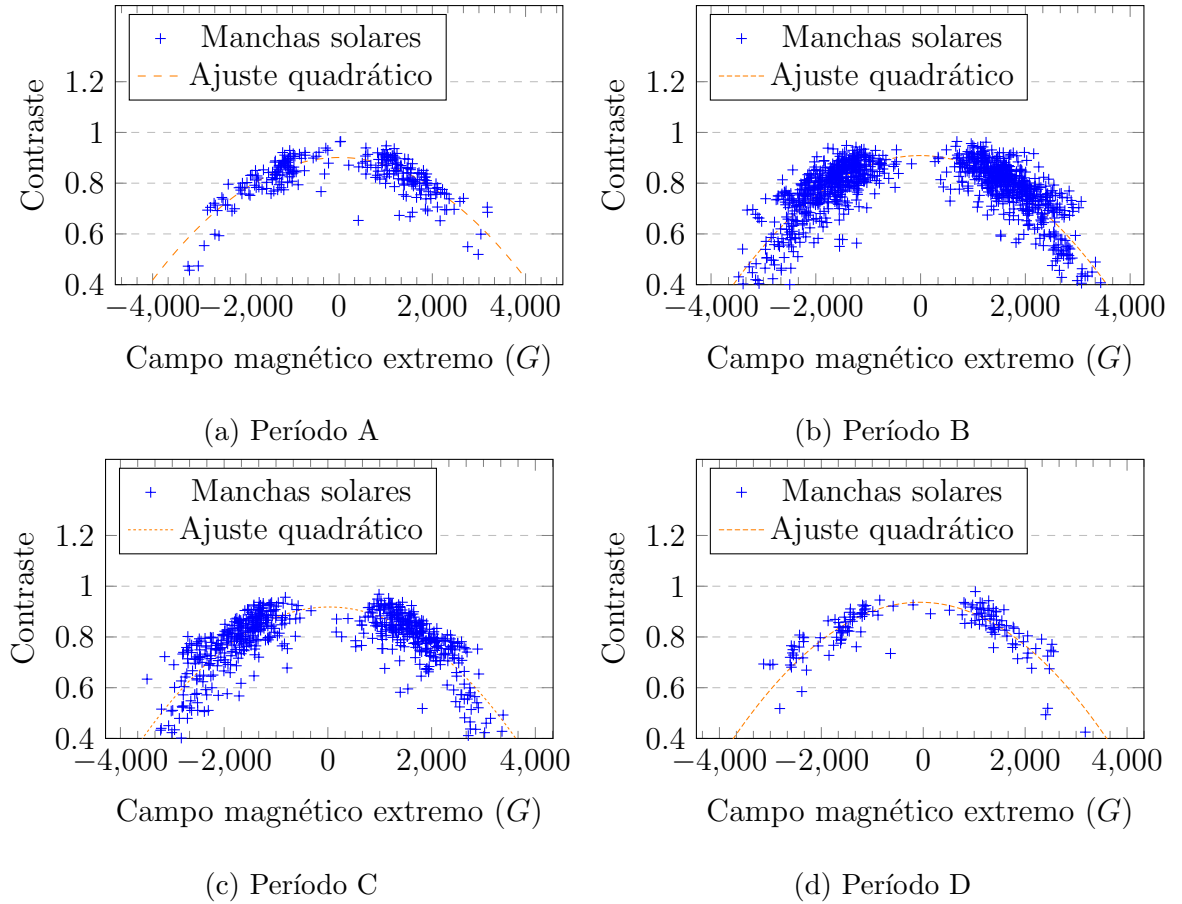 Manchas solares
Ajuste quadrático
Contraste
1.2
1
0.8
0.6
0.4
−4,000 −2,000 0 2,000 4,000
Campo magnético extremo (G)
(a) Período A
Manchas solares
Ajuste quadrático
Contraste
1.2
1
0.8
0.6
0.4
−4,000 −2,000 0 2,000 4,000
Campo magnético extremo (G)
(b) Período B
Manchas solares
Ajuste quadrático
Contraste
1.2
1
0.8
0.6
0.4
−4,000 −2,000 0 2,000 4,000
Campo magnético extremo (G)
(c) Período C
Manchas solares
Ajuste quadrático
Contraste
1.2
1
0.8
0.6
0.4
−4,000 −2,000 0 2,000 4,000
Campo magnético extremo (G)
(d) Período D